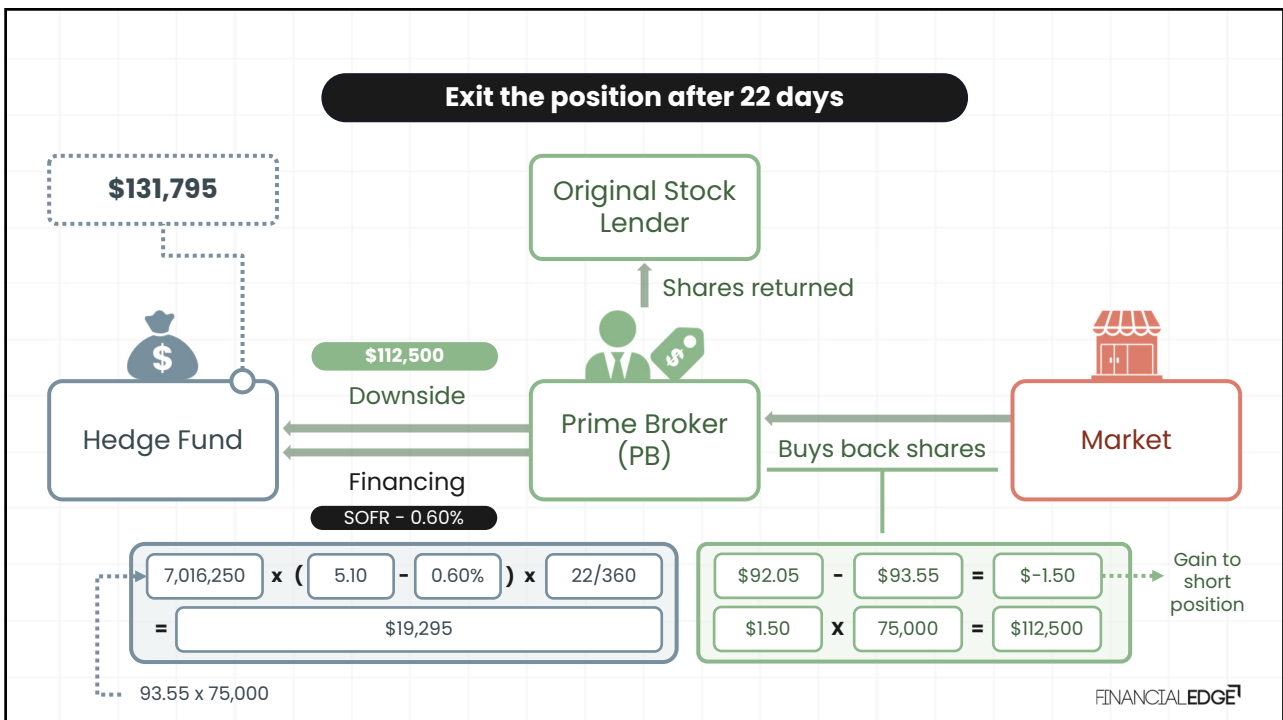 Exit the position after 22 days
$131,795
Original Stock
Lender
Shares returned
$
$
$112,500
Downside
Hedge Fund
Prime Broker
(PB)
Market
Buys back shares
Financing
SOFR - 0.60%
7,016,250 x ( 5.10 - 0.60% ) x 22/360
= $19,295
93.55 x 75,000
$92.05 - $93.55 = $-1.50
$1.50 x 75,000 = $112,500
Gain to
short
position
FINANCIALEDGE